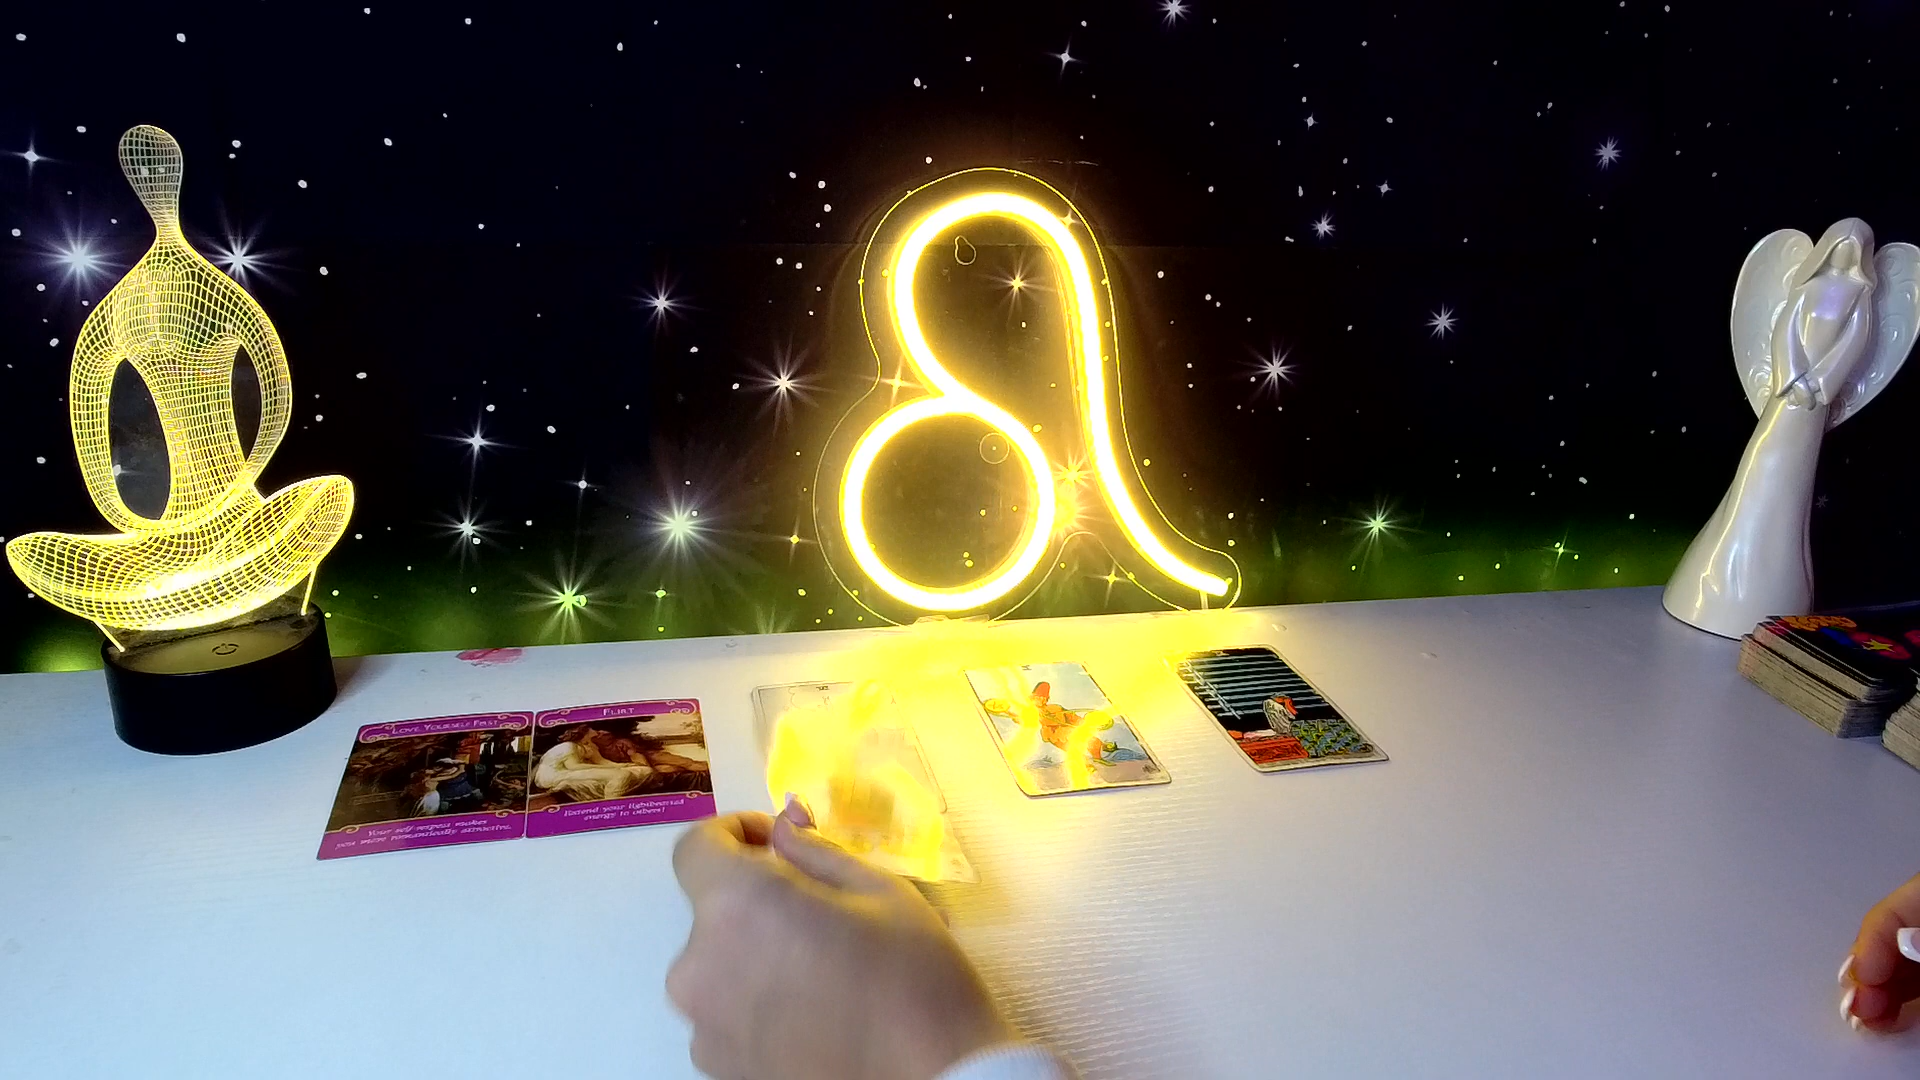 LOVE YOURSELF FIRST
Your self-respect makes
you more romantically attractive.
FLIRT
Extend your lighthearted
energy to others!